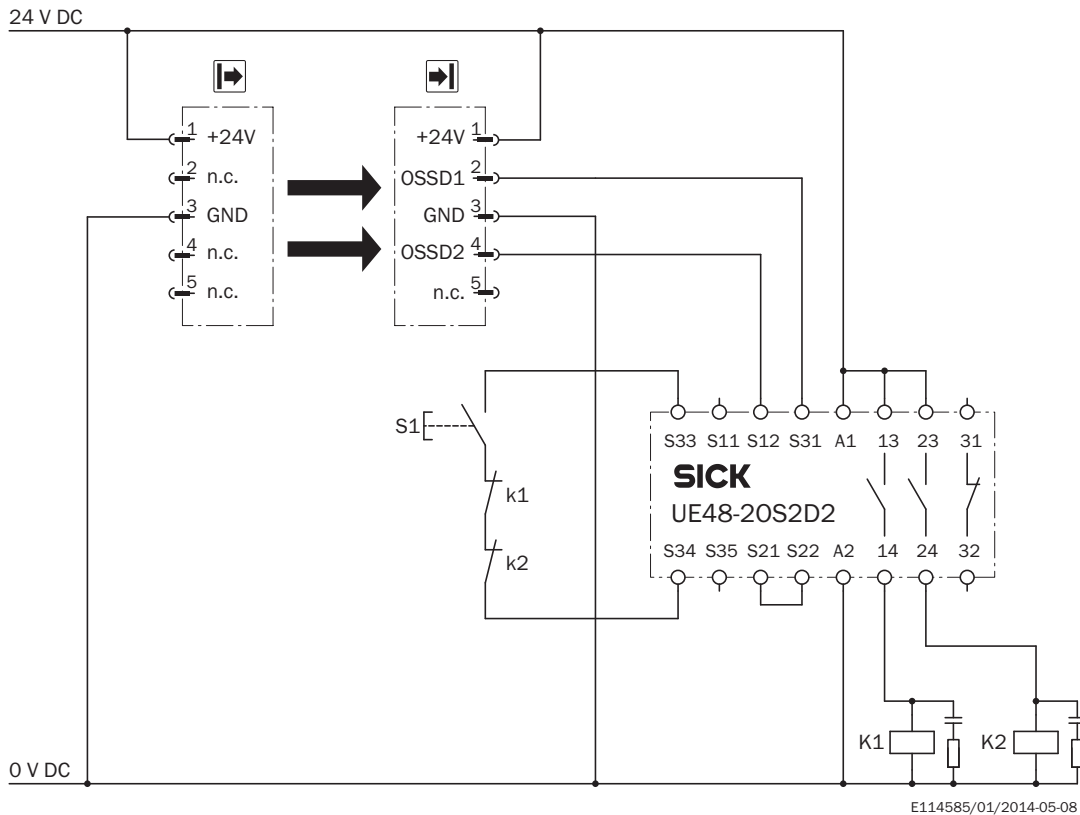 24 V DC
1 +24V
2 n.c.
3 GND
4 n.c.
5 n.c.
+24V 1
OSSD1 2
GND 3
OSSD2 4
n.c. 5
S1
k1
k2
S33 S11 S12 S31 A1 13 23 31
SICK
UE48-2OS2D2
S34 S35 S21 S22 A2 14 24 32
K1
K2
0 V DC
E114585/01/2014-05-08